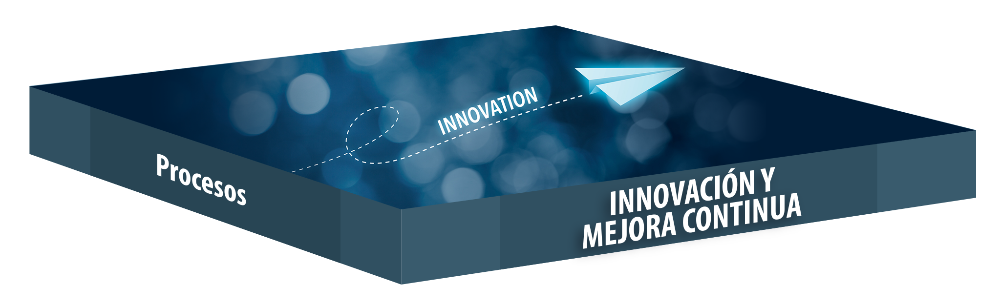 INNOVATION
Procesos
INNOVACIÓN Y
MEJORA CONTINUA